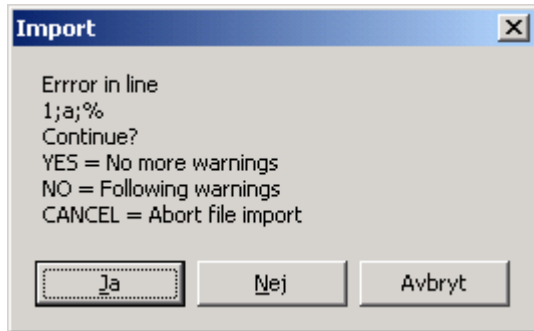 Import
Errror in line
1;a;%
Continue?
YES = No more warnings
NO = Following warnings
CANCEL = Abort file import
Ja
Nej
Avbryt